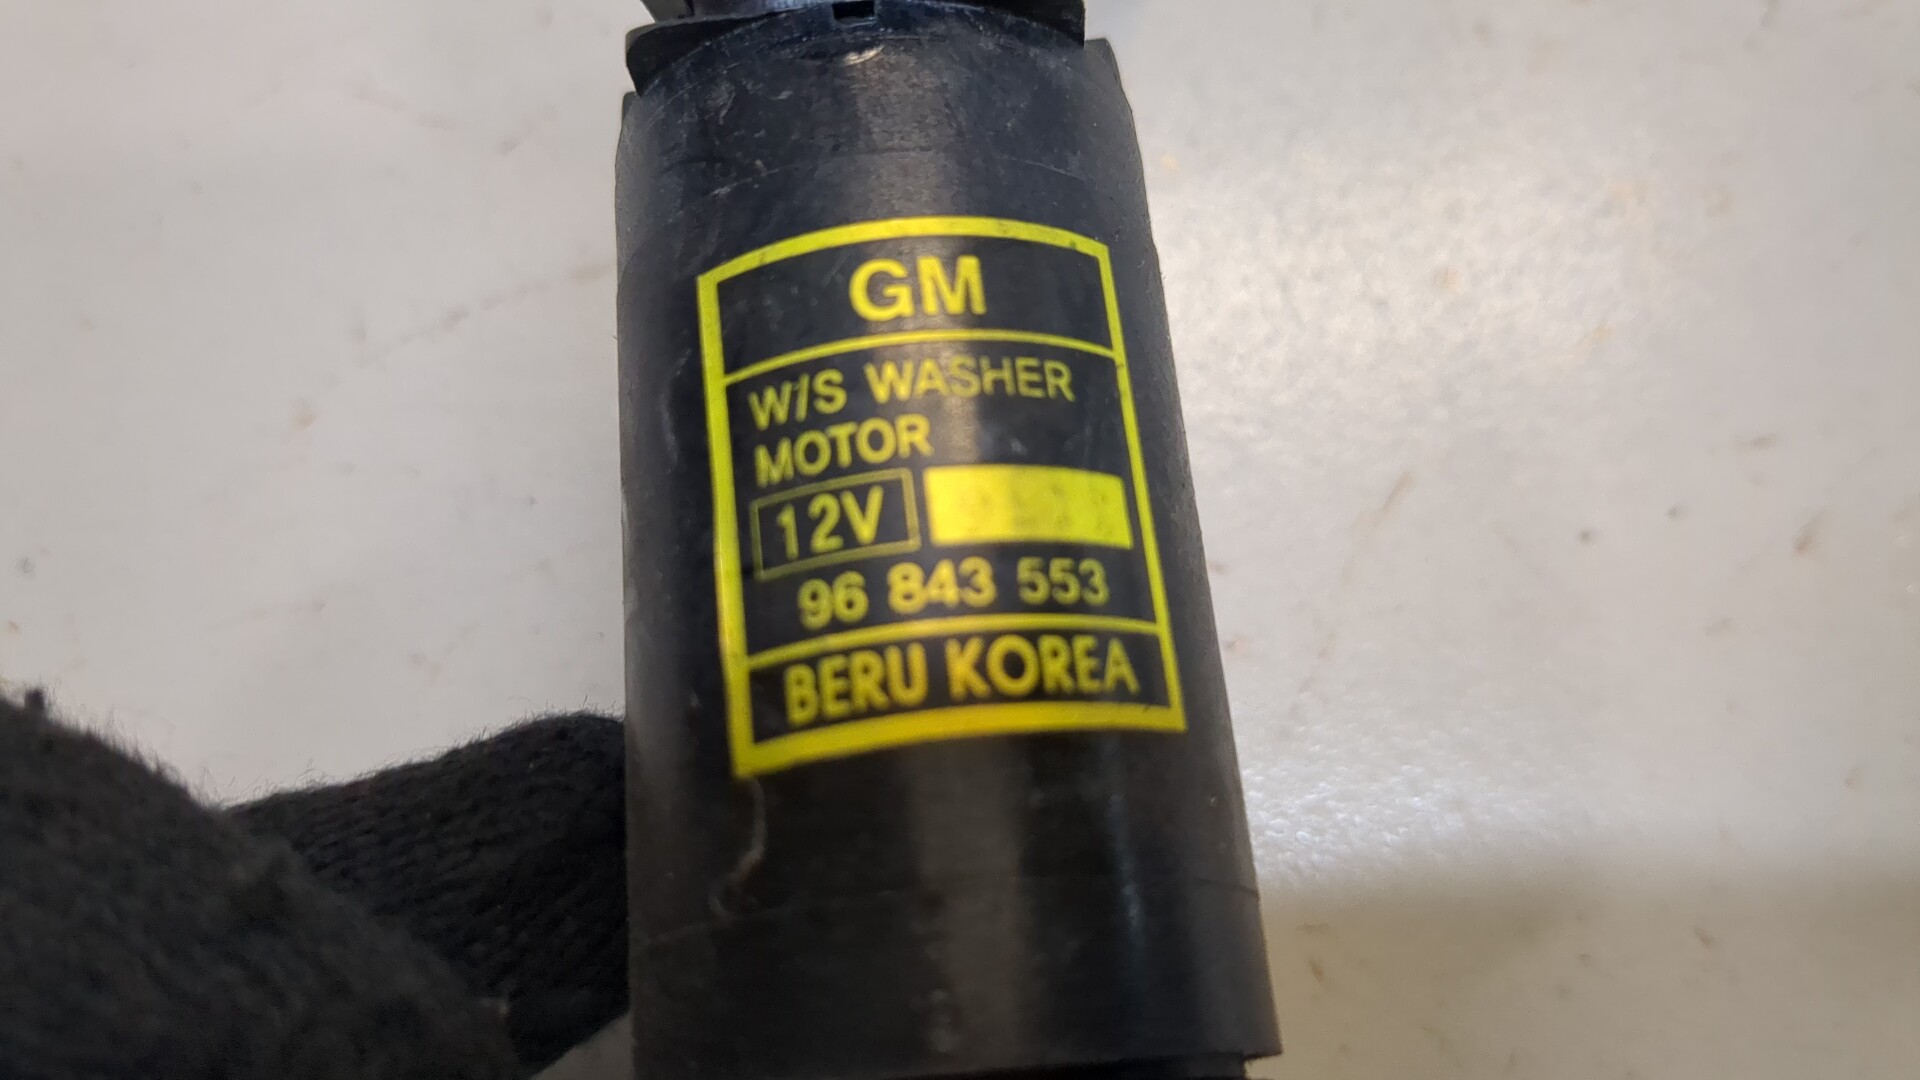 GM
W/S WASHER
MOTOR
12V
96 843 553
BERU KOREA